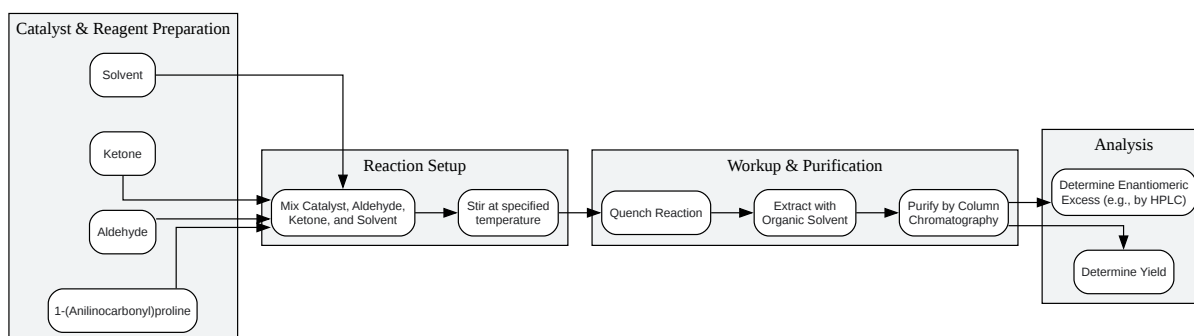 Catalyst & Reagent Preparation
Solvent
Ketone
Aldehyde
1-(Anilinocarbonyl)proline
Reaction Setup
Mix Catalyst, Aldehyde,
Ketone, and Solvent
Stir at specified
temperature
Workup & Purification
Quench Reaction
Extract with
Organic Solvent
Purify by Column
Chromatography
Analysis
Determine Enantiomeric
Excess (e.g., by HPLC)
Determine Yield